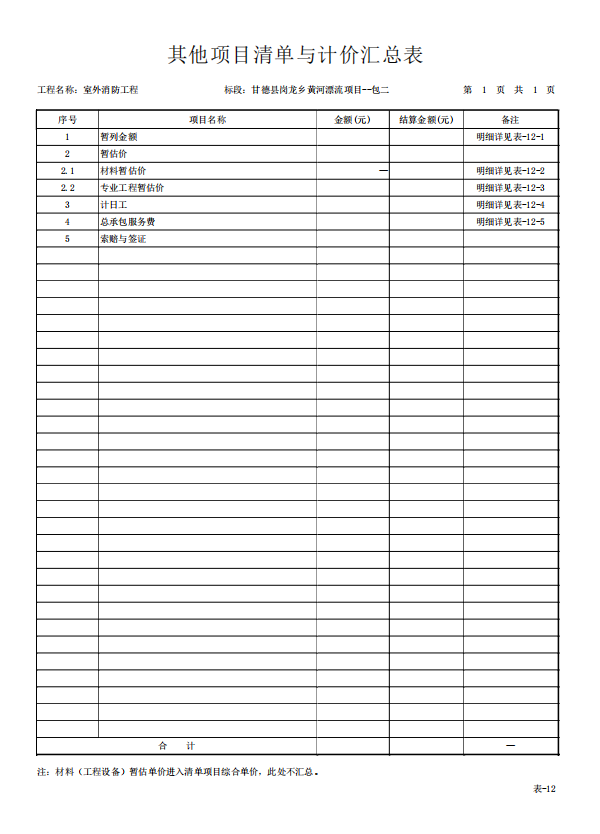 其他项目清单与计价汇总表
工程名称：室外消防工程 标段：甘德县岗龙乡黄河漂流项目--包二 第 1 页 共 1 页
序号 项目名称 金额(元) 结算金额(元) 备注
1 暂列金额 明细详见表-12-1
2 暂估价
2.1 材料暂估价 — 明细详见表-12-2
2.2 专业工程暂估价 明细详见表-12-3
3 计日工 明细详见表-12-4
4 总承包服务费 明细详见表-12-5
5 索赔与签证
合 计 —
注：材料（工程设备）暂估单价进入清单项目综合单价，此处不汇总。
表-12